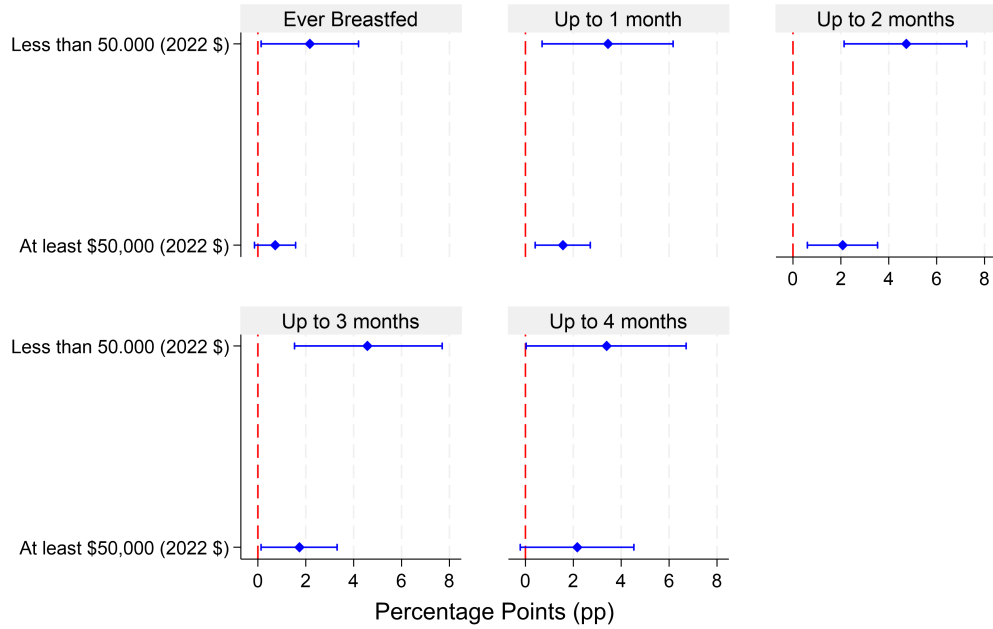 Ever Breastfed
Up to 1 month
Up to 2 months
Less than 50.000 (2022 $)
At least $50,000 (2022 $)
0 2 4 6 8
Up to 3 months
Up to 4 months
Less than 50.000 (2022 $)
At least $50,000 (2022 $)
0 2 4 6 8
0 2 4 6 8
Percentage Points (pp)